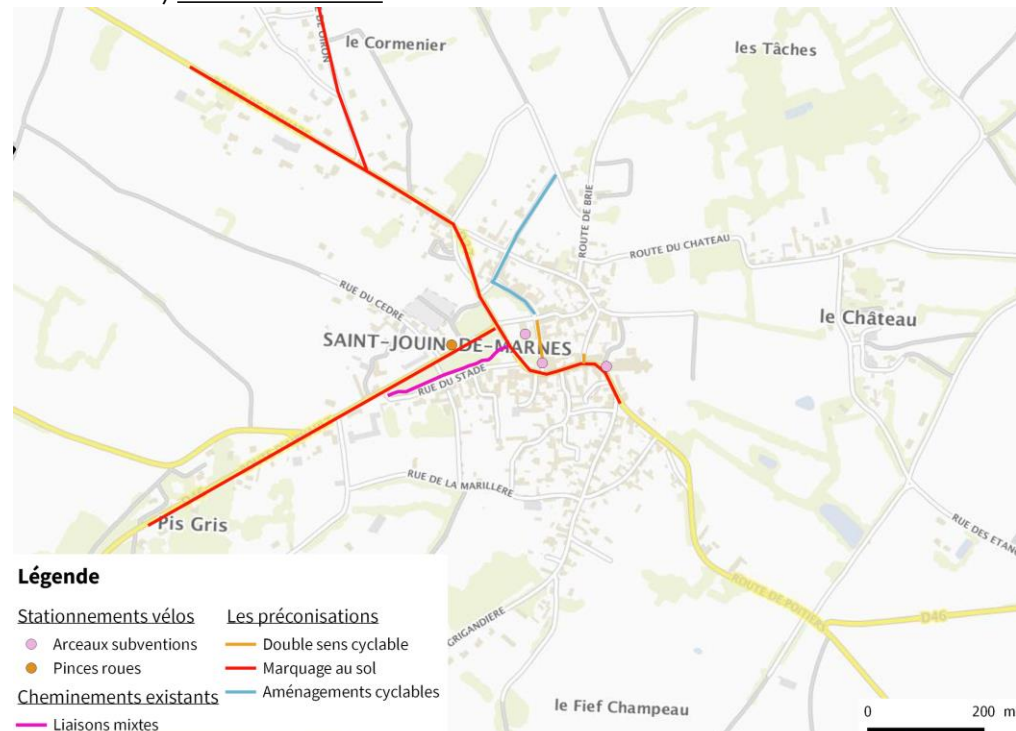 le Cormenier
les Tâches
ROUTE DE BRIE
ROUTE DU CHATEAU
RUE DU CEDRE
le Château
SAINT-JOUIN-DE-MARNES
RUE DU STADE
RUE DE LA MARILLERE
Pis Gris
RUE DES ETANG
ROUTE DE POITIERS
D46
GRIGANDIERE
le Fief Champeau
Légende
Stationnements vélos
Arceaux subventions
Pinces roues
Cheminements existants
Liaisons mixtes
Les préconisations
Double sens cyclable
Marquage au sol
Aménagements cyclables
0 200 m